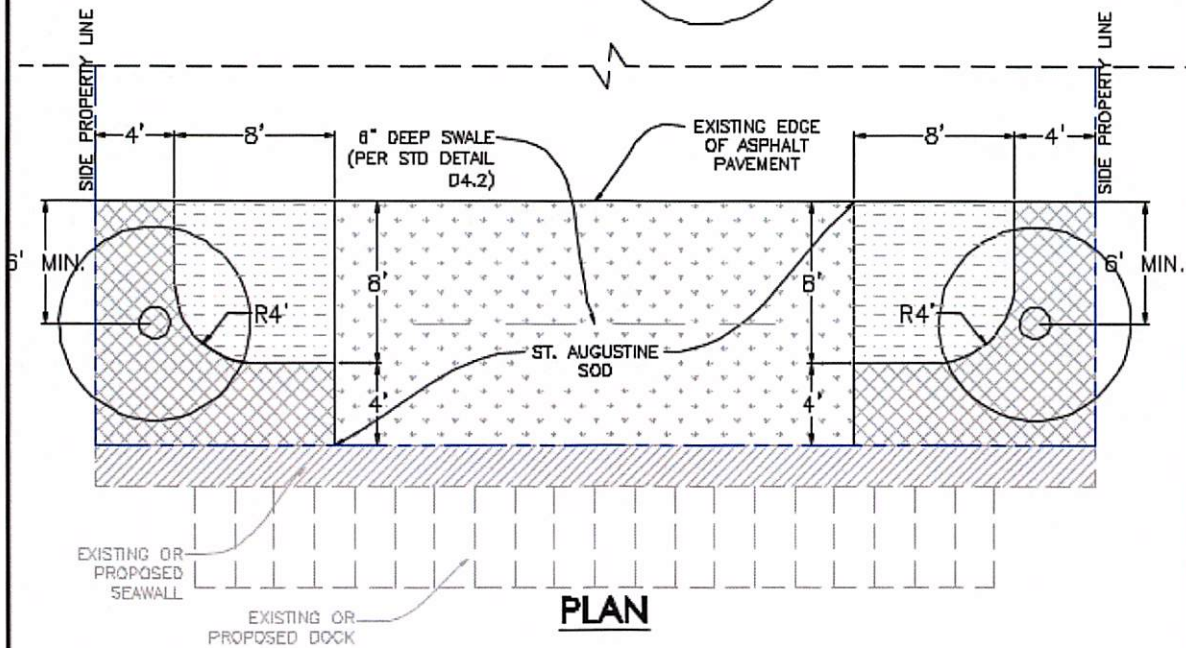 SIDE PROPERTY LINE
SIDE PROPERTY LINE
4'
8'
6" DEEP SWALE
(PER STD DETAIL
D4.2)
EXISTING EDGE
OF ASPHALT
PAVEMENT
8'
4'
6' MIN.
8'
8'
6' MIN.
R4'
R4'
ST. AUGUSTINE
SOD
4'
4'
EXISTING OR
PROPOSED
SEAWALL
EXISTING OR
PROPOSED DOCK
PLAN